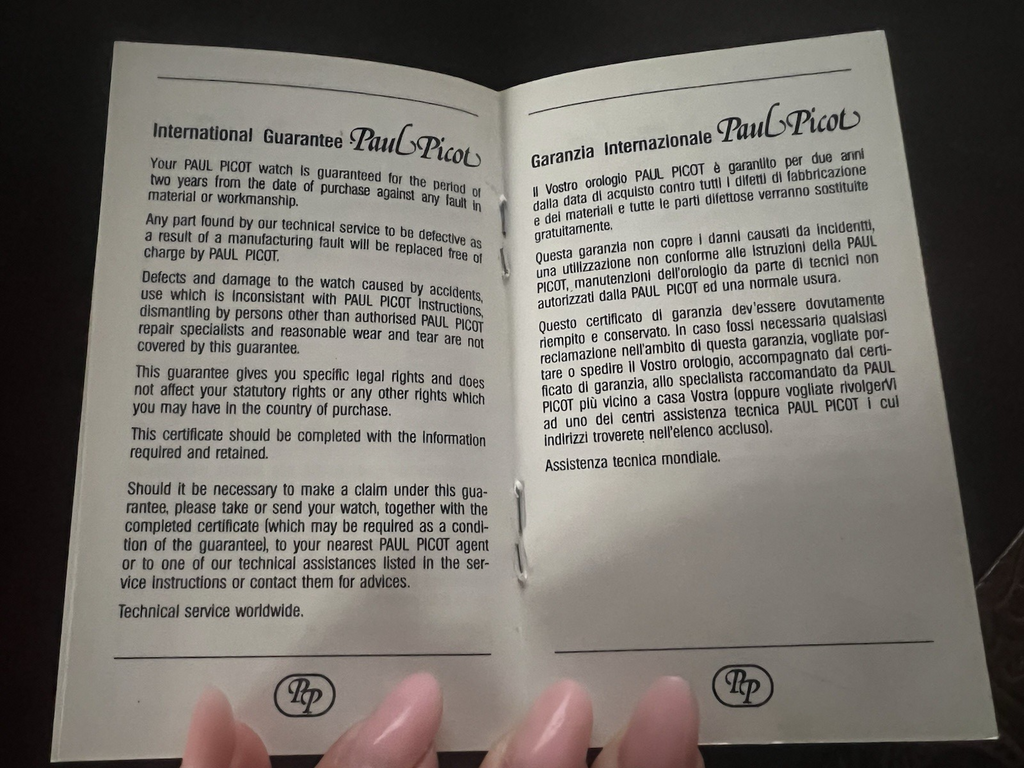 International Guarantee Paul Picot
Your PAUL PICOT watch is guaranteed for the period of
two years from the date of purchase against any fault in
material or workmanship.
Any part found by our technical service to be defective as
a result of a manufacturing fault will be replaced free of
charge by PAUL PICOT.
Defects and damage to the watch caused by accidents,
use which is inconsistant with PAUL PICOT instructions,
dismantling by persons other than authorised PAUL PICOT
repair specialists and reasonable wear and tear are not
covered by this guarantee.
This guarantee gives you specific legal rights and does
not affect your statutory rights or any other rights which
you may have in the country of purchase.
This certificate should be completed with the information
required and retained.
Should it be necessary to make a claim under this gua-
rantee, please take or send your watch, together with the
completed certificate (which may be required as a condi-
tion of the guarantee), to your nearest PAUL PICOT agent
or to one of our technical assistances listed in the ser-
vice instructions or contact them for advices.
Technical service worldwide.
PP
Garanzia Internazionale Paul Picot
Il Vostro orologio PAUL PICOT è garantito per due anni
dalla data di acquisto contro tutti i difetti di fabbricazione
e dei materiali e tutte le parti difettose verranno sostituite
gratuitamente.
Questa garanzia non copre i danni causati da incidentti,
una utilizzazione non conforme alle istruzioni della PAUL
PICOT, manutenzioni dell'orologio da parte di tecnici non
autorizzati dalla PAUL PICOT ed una normale usura.
Questo certificato di garanzia dev'essere dovutamente
riempito e conservato. In caso fossi necessaria qualsiasi
reclamazione nell'ambito di questa garanzia, vogliate por-
tare o spedire il Vostro orologio, accompagnato dal certi-
ficato di garanzia, allo specialista raccomandato da PAUL
PICOT più vicino a casa Vostra (oppure vogliate rivolgerVi
ad uno dei centri assistenza tecnica PAUL PICOT i cui
indirizzi troverete nell'elenco accluso).
Assistenza tecnica mondiale.
PP